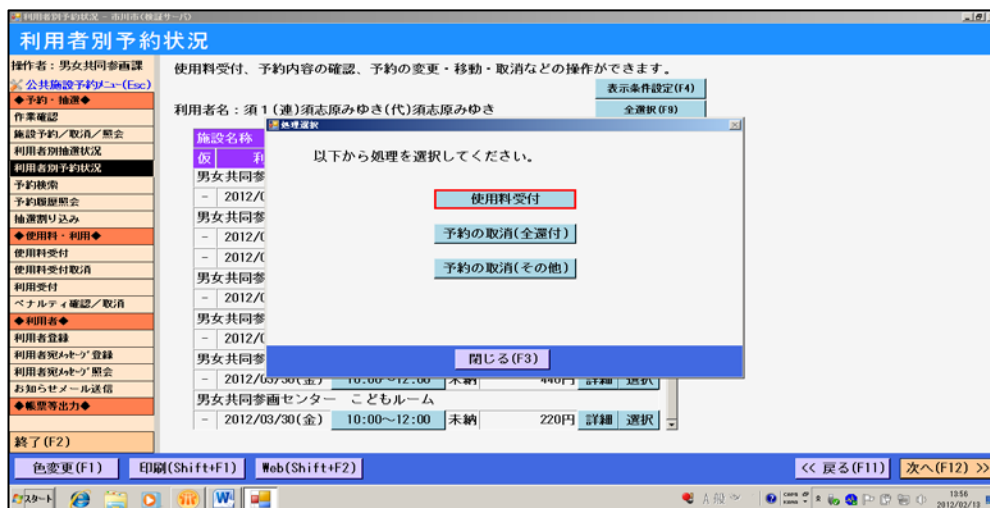 利用者別予約状況 - 市川市(検証サーバ)
利用者別予約状況
操作者：男女共同参画課
公共施設予約メニュー(Esc)
◆予約・抽選◆
作業確認
施設予約／取消／照会
利用者別抽選状況
利用者別予約状況
予約検索
予約履歴照会
抽選割り込み
◆使用料・利用◆
使用料受付
使用料受付取消
利用受付
ペナルティ確認／取消
◆利用者◆
利用者登録
利用者宛メッセージ登録
利用者宛メッセージ照会
お知らせメール送信
◆帳票等出力◆
終了(F2)
使用料受付、予約内容の確認、予約の変更・移動・取消などの操作ができます。
表示条件設定(F4)
利用者名：須１(連)須志原みゆき(代)須志原みゆき
全選択(F9)
施設名称
仮 利
男女共同参
- 2012/0
男女共同参
- 2012/0
- 2012/0
男女共同参
- 2012/0
男女共同参
- 2012/0
男女共同参
- 2012/03/30(金) 10:00～12:00 未納 440円 詳細 選択
男女共同参画センター こどもルーム
- 2012/03/30(金) 10:00～12:00 未納 220円 詳細 選択
処理選択
以下から処理を選択してください。
使用料受付
予約の取消(全還付)
予約の取消(その他)
閉じる(F3)
色変更(F1) 印刷(Shift+F1) Web(Shift+F2) << 戻る(F11) 次へ(F12) >>
スタート A 般 CAPS KANA 13:56
2012/02/13